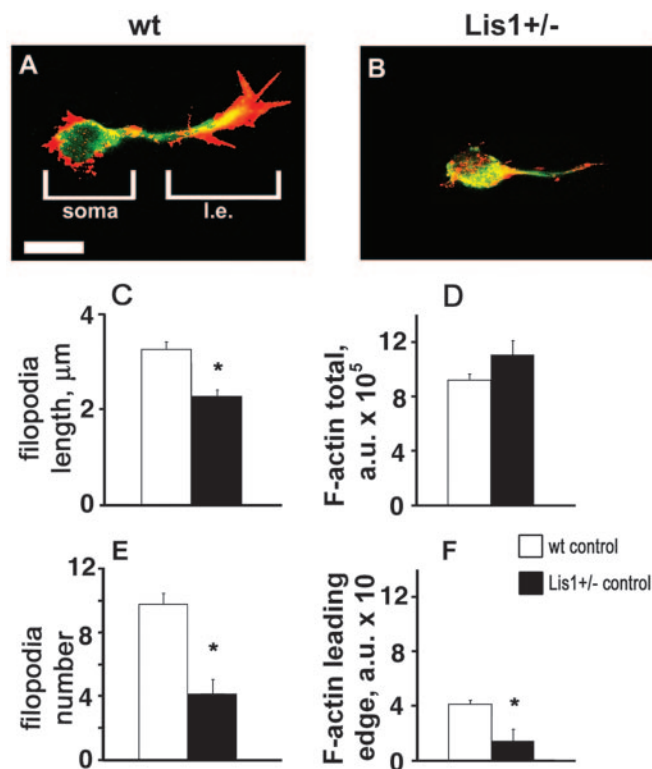 wt
Lis1+/-
A
B
soma
l.e.
C
D
filopodia
length, μm
4
2
0
*
F-actin total,
a.u. x 10⁵
12
8
4
0
E
F
wt control
Lis1+/- control
filopodia
number
12
8
4
0
*
F-actin leading
edge, a.u. x 10
12
8
4
0
*